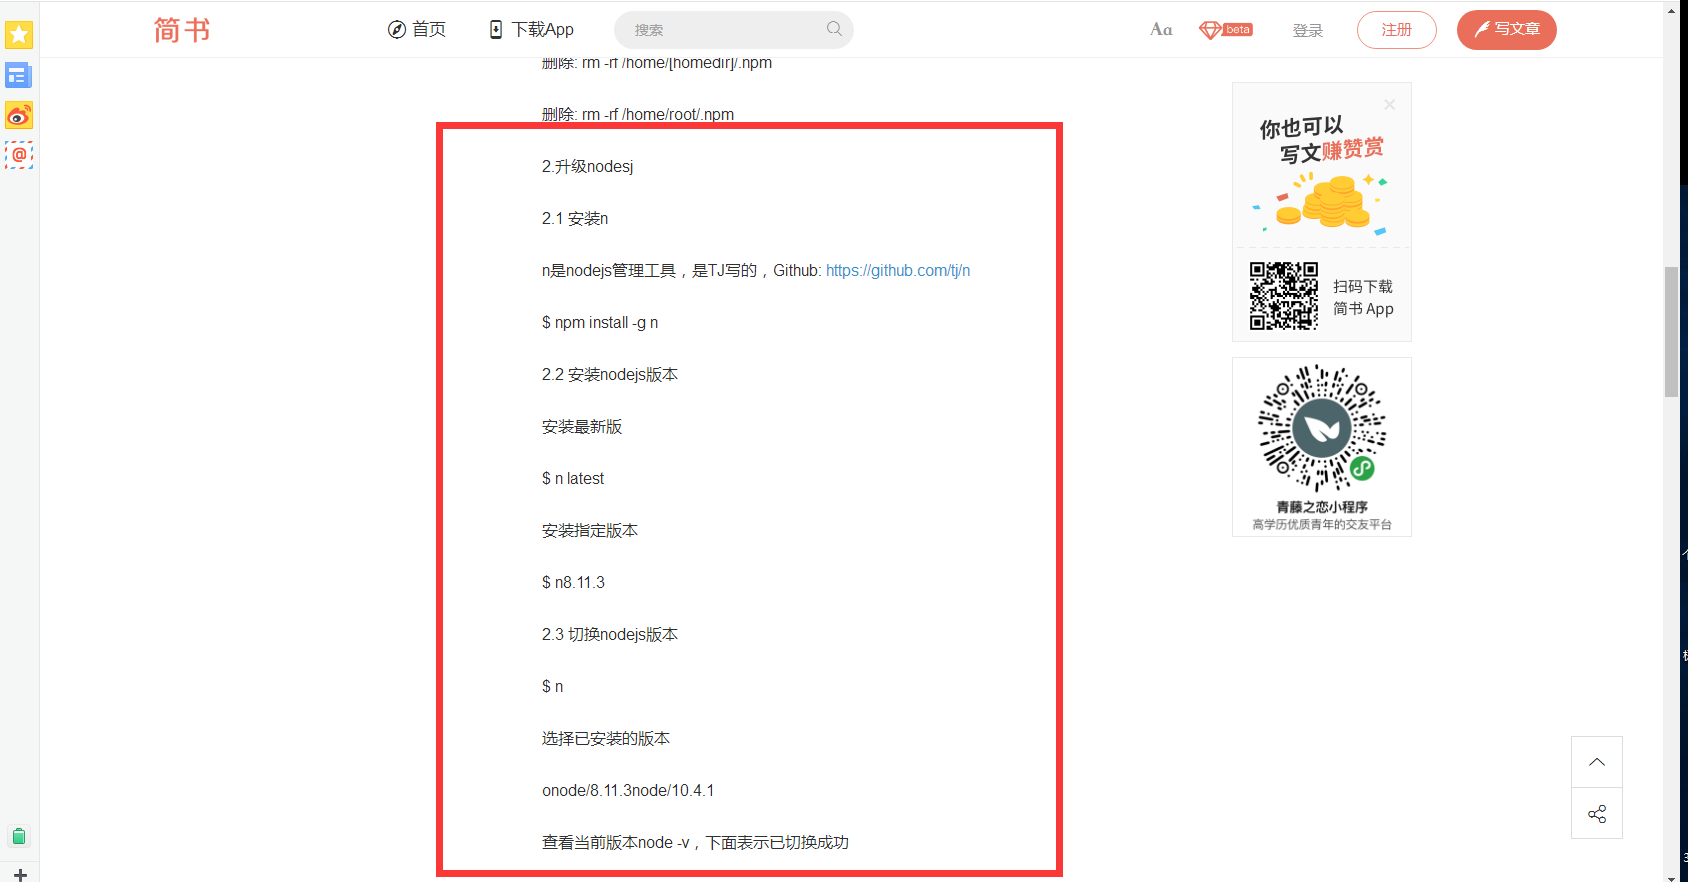 简书
首页
下载App
搜索
Aa
beta
登录
注册
写文章
删除: rm -rf /home/[homedir]/.npm
删除: rm -rf /home/root/.npm
2.升级nodesj
2.1 安装n
n是nodejs管理工具，是TJ写的，Github: https://github.com/tj/n
$ npm install -g n
2.2 安装nodejs版本
安装最新版
$ n latest
安装指定版本
$ n8.11.3
2.3 切换nodejs版本
$ n
选择已安装的版本
onode/8.11.3node/10.4.1
查看当前版本node -v，下面表示已切换成功
你也可以
写文赚赞赏
扫码下载
简书 App
青藤之恋小程序
高学历优质青年的交友平台